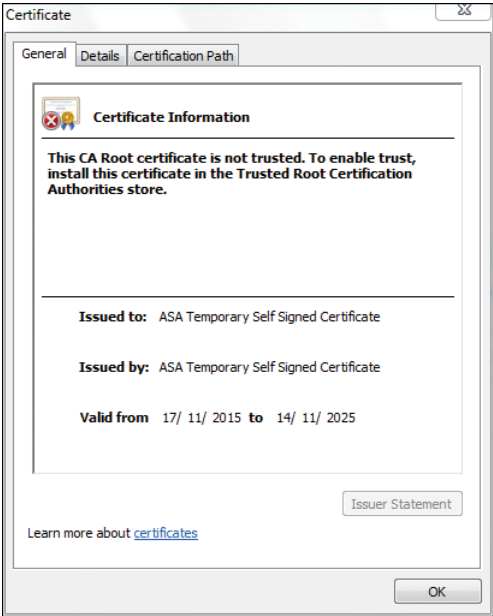 Certificate
General
Details
Certification Path
Certificate Information
This CA Root certificate is not trusted. To enable trust,
install this certificate in the Trusted Root Certification
Authorities store.
Issued to: ASA Temporary Self Signed Certificate
Issued by: ASA Temporary Self Signed Certificate
Valid from 17/ 11/ 2015 to 14/ 11/ 2025
Issuer Statement
Learn more about certificates
OK